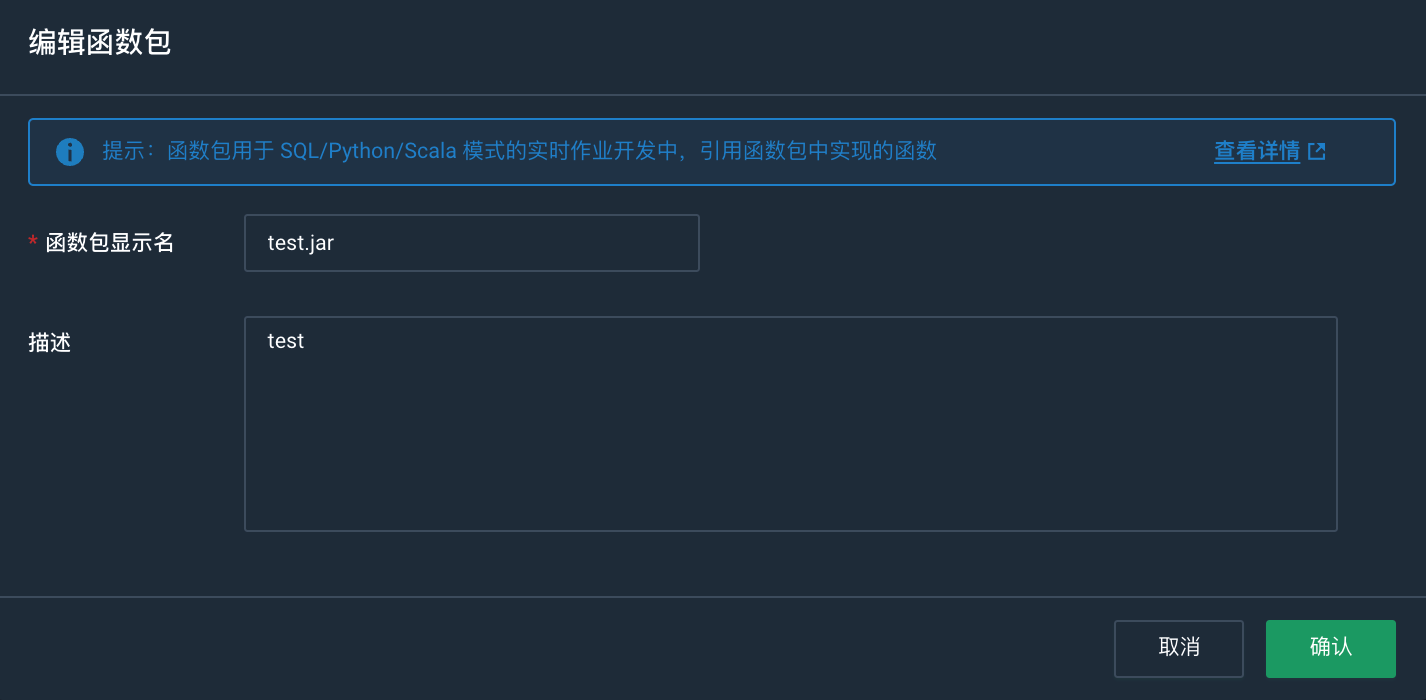 编辑函数包
提示：函数包用于 SQL/Python/Scala 模式的实时作业开发中，引用函数包中实现的函数 查看详情
* 函数包显示名 test.jar
描述 test
取消 确认